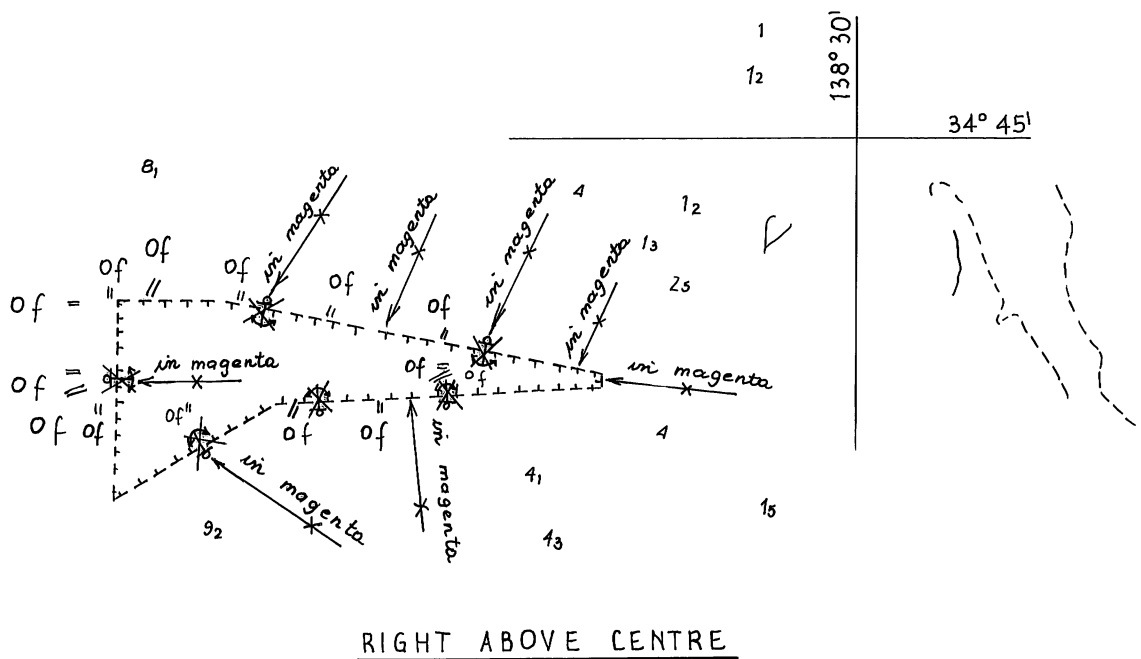 1
12
138° 30'
34° 45'
81
in magenta
in magenta
4
in magenta
12
13
in magenta
25
of
of
of
of
of =
of
of =
of
in magenta
of =
in magenta
of
of
of"
of
of
in magenta
in magenta
4
41
15
92
43
RIGHT ABOVE CENTRE